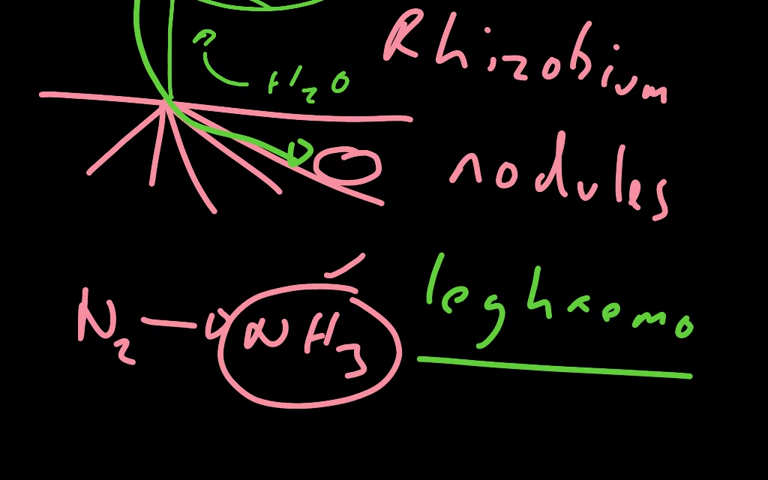 Rhizobium
H₂O
nodules
leghaemo
N₂ → NH₃